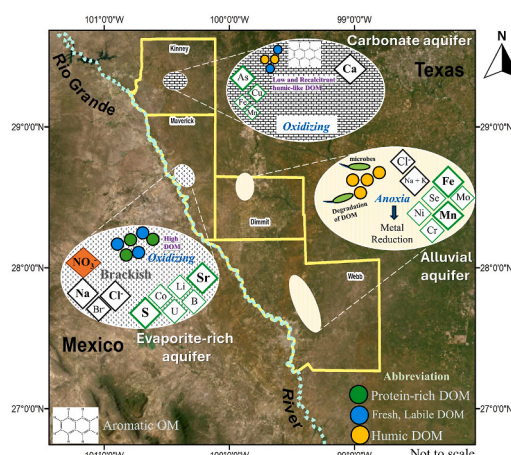 101°0'0"W 100°0'0"W 99°0'0"W
N
Kinney
Carbonate aquifer
Texas
Rio Grande
As
Cu
Fe
Ca
Low and Recalcitrant
humic-like DOM
Oxidizing
29°0'0"N
29°0'0"N
Maverick
microbes
Cl⁻
Na + K
Fe
Anoxia
Se
Mo
Degradation
of DOM
Ni
Mn
Metal
Reduction
Cr
Dimmit
Alluvial
aquifer
High
DOM
Oxidizing
NO₃⁻
Brackish
Sr
Na
Cl⁻
Li
Br⁻
Co
B
S
U
28°0'0"N
28°0'0"N
Webb
Evaporite-rich
aquifer
Mexico
River
Abbreviation
Protein-rich DOM
Fresh, Labile DOM
Humic DOM
Aromatic OM
27°0'0"N
27°0'0"N
Not to scale